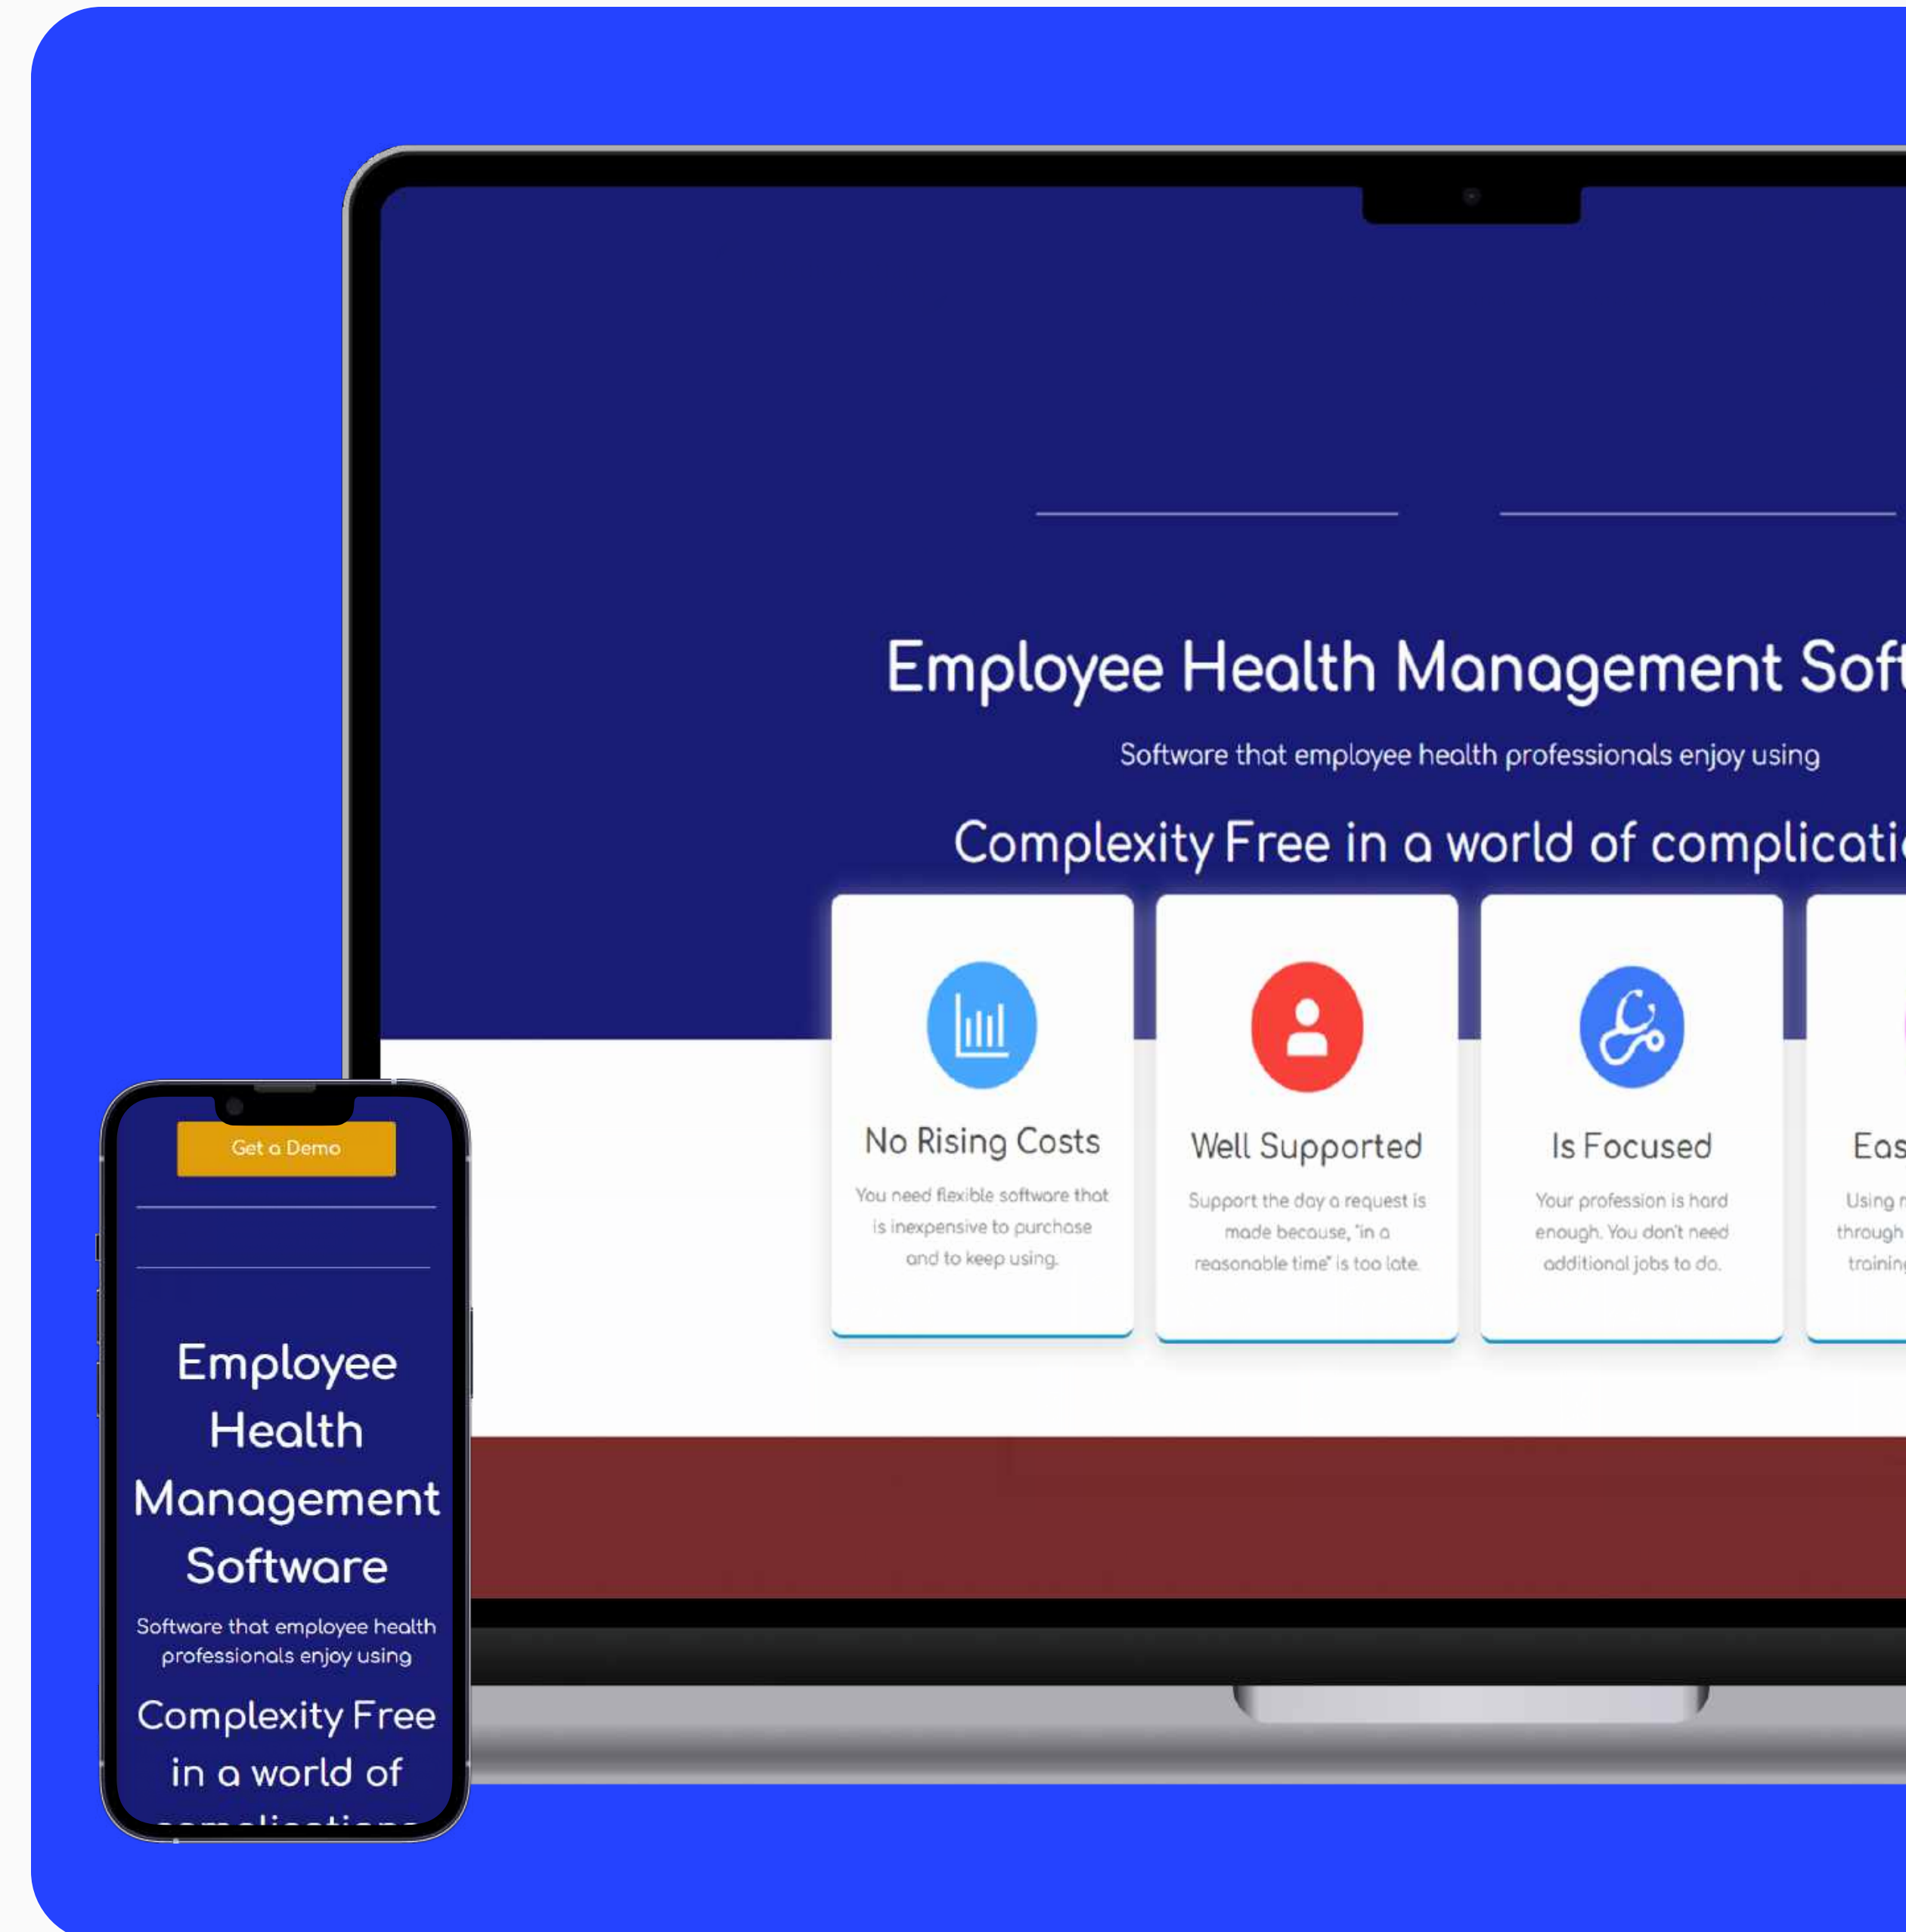 Employee Health Management Soft
Software that employee health professionals enjoy using
Complexity Free in a world of complicati
No Rising Costs
You need flexible software that
is inexpensive to purchase
and to keep using.
Well Supported
Support the day a request is
made because, "in a
reasonable time" is too late.
Is Focused
Your profession is hard
enough. You don't need
additional jobs to do.
Eas
Using
through
training
Get a Demo
Employee
Health
Management
Software
Software that employee health
professionals enjoy using
Complexity Free
in a world of
complications